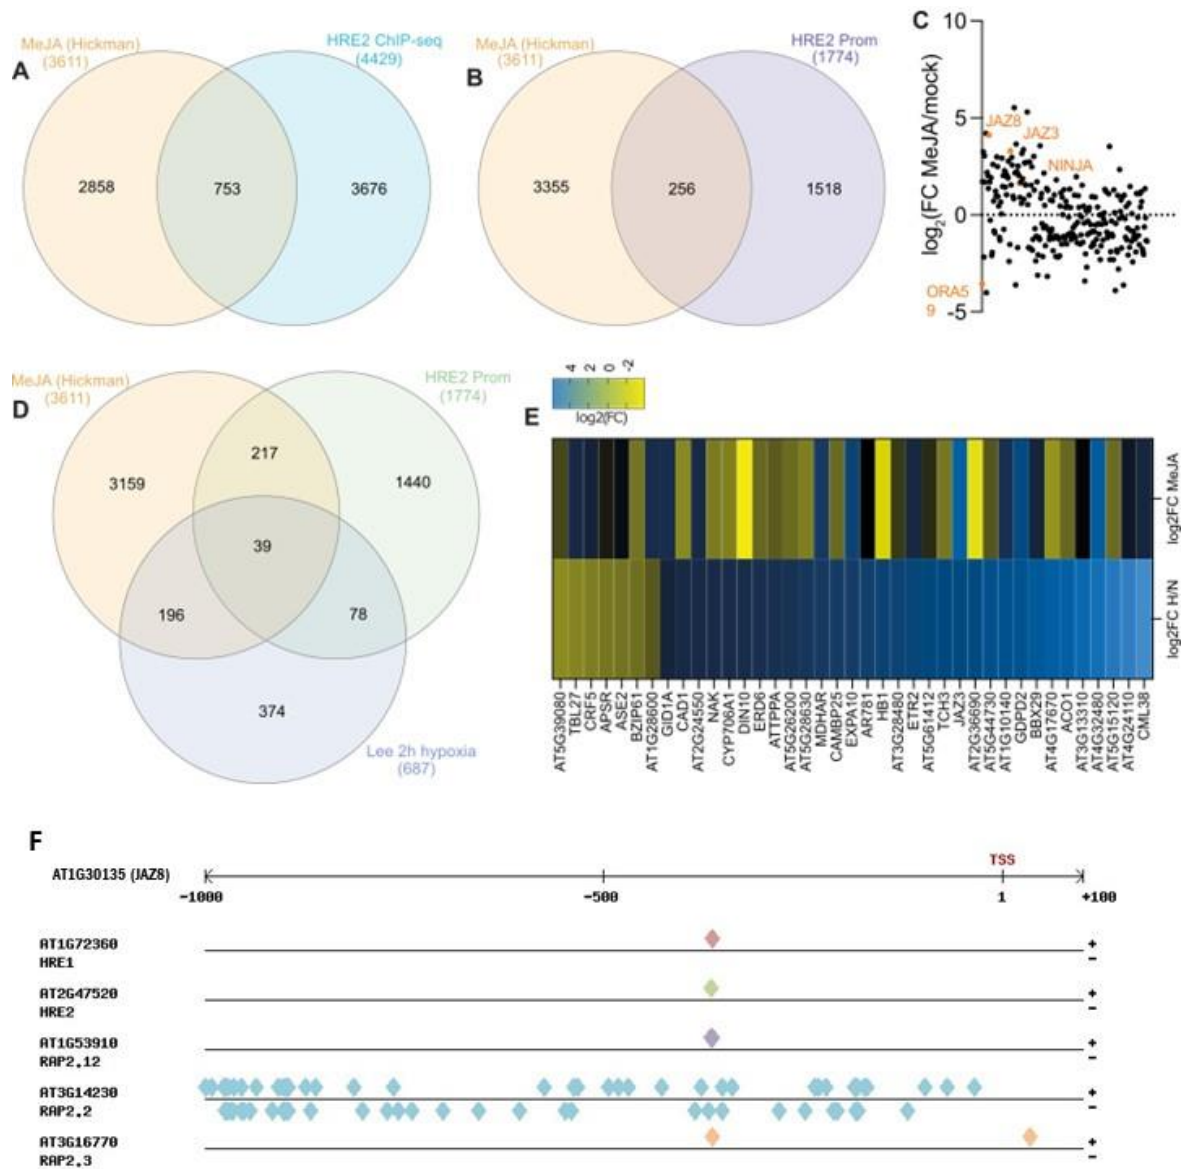 MeJA (Hickman)
(3611)
HRE2 ChIP-seq
(4429)
A
2858
753
3676
MeJA (Hickman)
(3611)
HRE2 Prom
(1774)
B
3355
256
1518
C
10
5
0
-5
log2(FC MeJA/mock)
JAZ8
JAZ3
NINJA
ORA5
9
MeJA (Hickman)
(3611)
HRE2 Prom
(1774)
D
217
3159
1440
39
196
78
374
Lee 2h hypoxia
(687)
E
4 2 0 -2
log2(FC)
log2FC MeJA
log2FC H/N
AT5G39080
TBL27
CRF5
APSR
ASE2
BZIP61
AT1G28600
GID1A
CAD1
AT2G24550
NAK
CYP706A1
DIN10
ERD6
ATTPPA
AT5G26200
AT5G28630
MDHAR
CAMBP25
EXPA10
AR781
HB1
AT3G28480
ETR2
AT5G61412
TCH3
JAZ3
AT2G36690
AT5G44730
AT1G10140
GDPD2
BBX29
AT4G17670
ACO1
AT3G13310
AT4G32480
AT5G15120
AT4G24110
CML38
F
TSS
AT1G30135 (JAZ8)
-1000 -500 1 +100
AT1G72360 +
HRE1 -
AT2G47520 +
HRE2 -
AT1G53910 +
RAP2.12 -
AT3G14230 +
RAP2.2 -
AT3G16770 +
RAP2.3 -